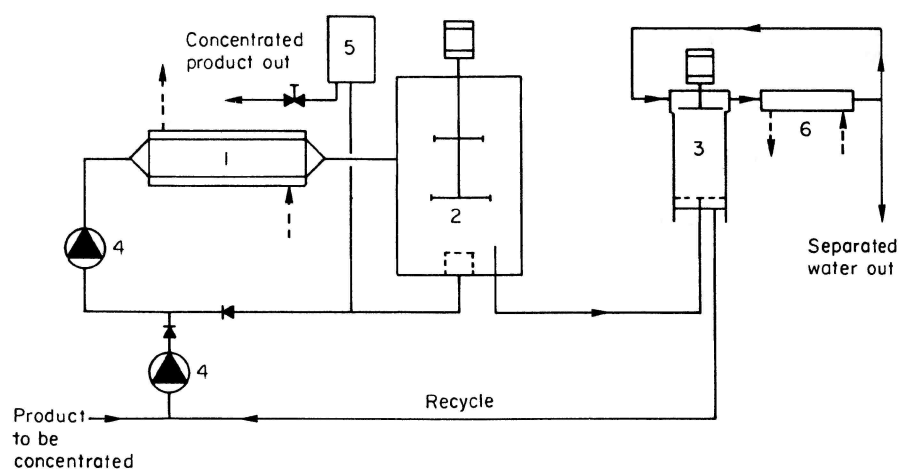 Concentrated
product out
5
1
2
3
6
4
Separated
water out
4
Recycle
Product
to be
concentrated